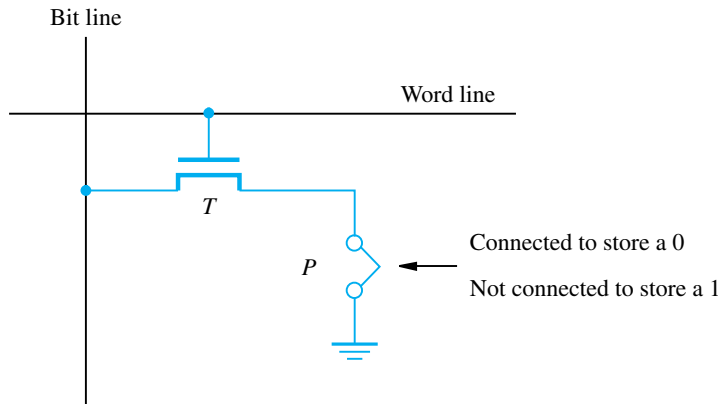 Bit line
Word line
T
P
Connected to store a 0
Not connected to store a 1